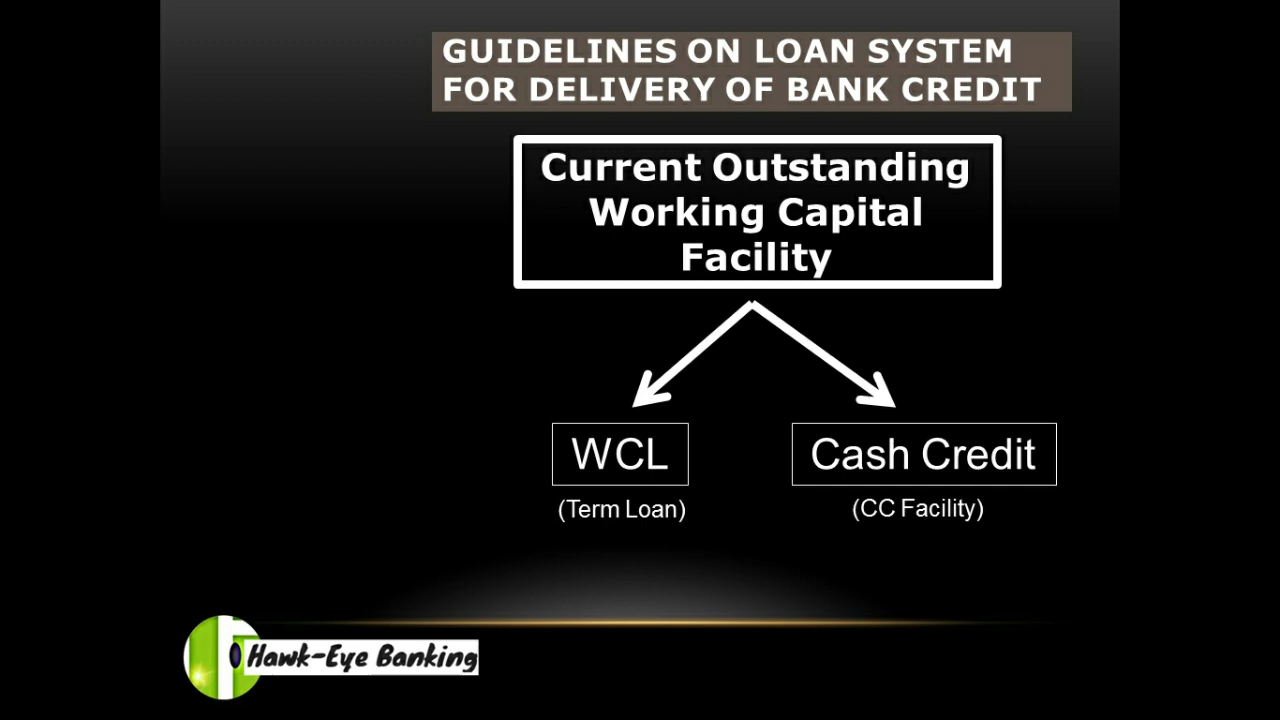 GUIDELINES ON LOAN SYSTEM
FOR DELIVERY OF BANK CREDIT
Current Outstanding
Working Capital
Facility
WCL
Cash Credit
(Term Loan)
(CC Facility)
Hawk-Eye Banking